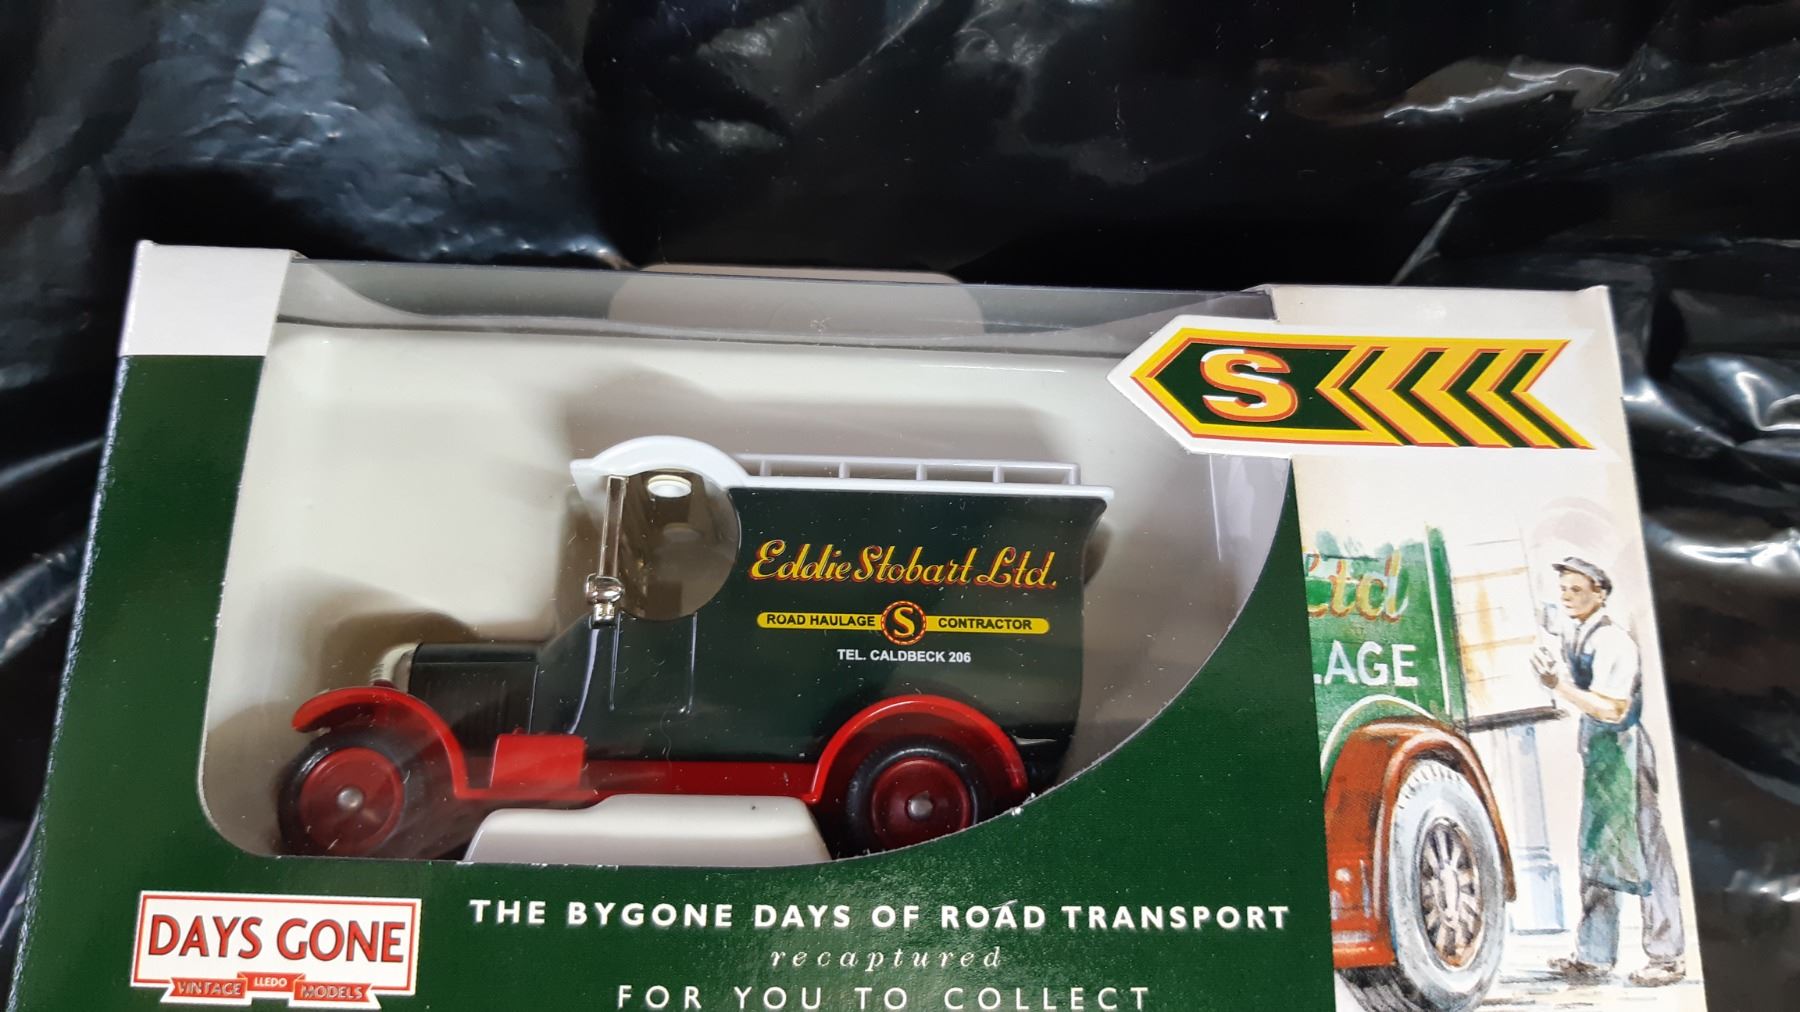 S
Eddie Stobart Ltd.
ROAD HAULAGE S CONTRACTOR
TEL. CALDBECK 206
Ltd
AGE
DAYS GONE
VINTAGE LLEDO MODELS
THE BYGONE DAYS OF ROAD TRANSPORT
recaptured
FOR YOU TO COLLECT